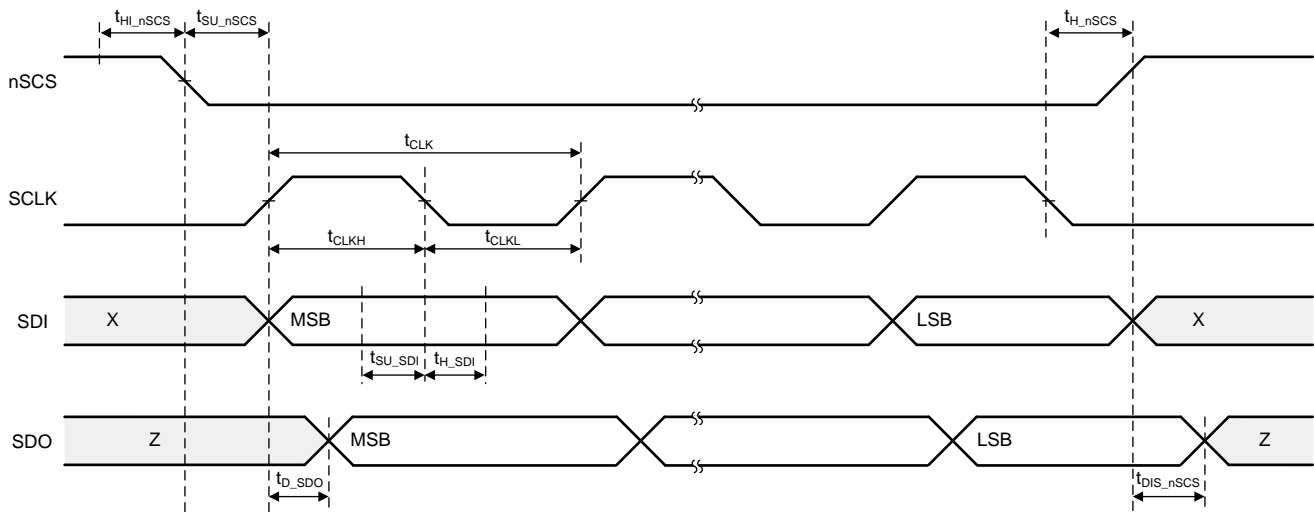 tHI_nSCS tSU_nSCS tH_nSCS
nSCS
tCLK
SCLK
tCLKH tCLKL
SDI X MSB LSB X
tSU_SDI tH_SDI
SDO Z MSB LSB Z
tD_SDO tDIS_nSCS